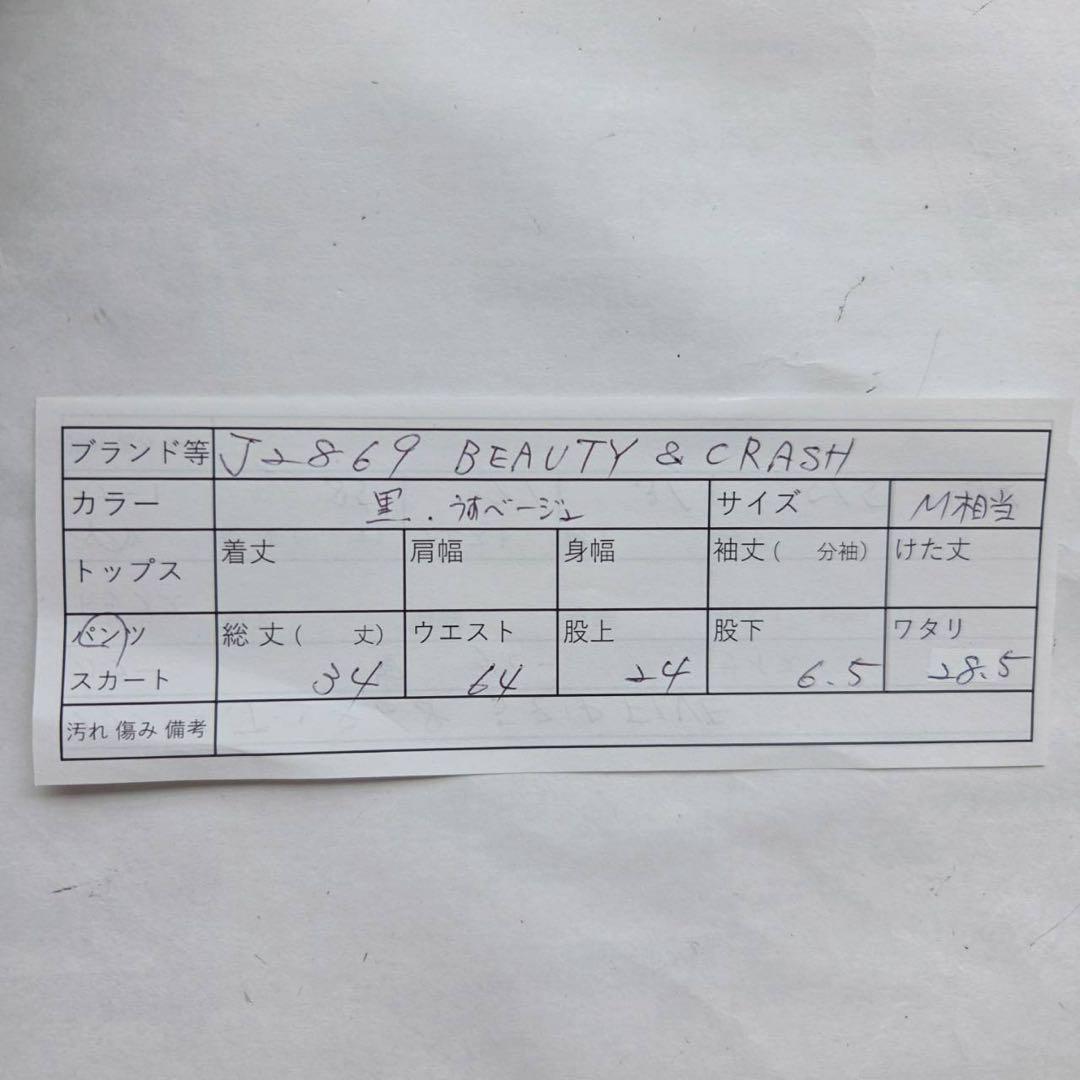 ブランド等 J2869 BEAUTY & CRASH
カラー 黒.うすベージュ サイズ M相当
トップス 着丈 肩幅 身幅 袖丈( 分袖) けた丈
パンツ 総丈( 丈) ウエスト 股上 股下 ワタリ
スカート 34 64 24 6.5 28.5
汚れ 傷み 備考